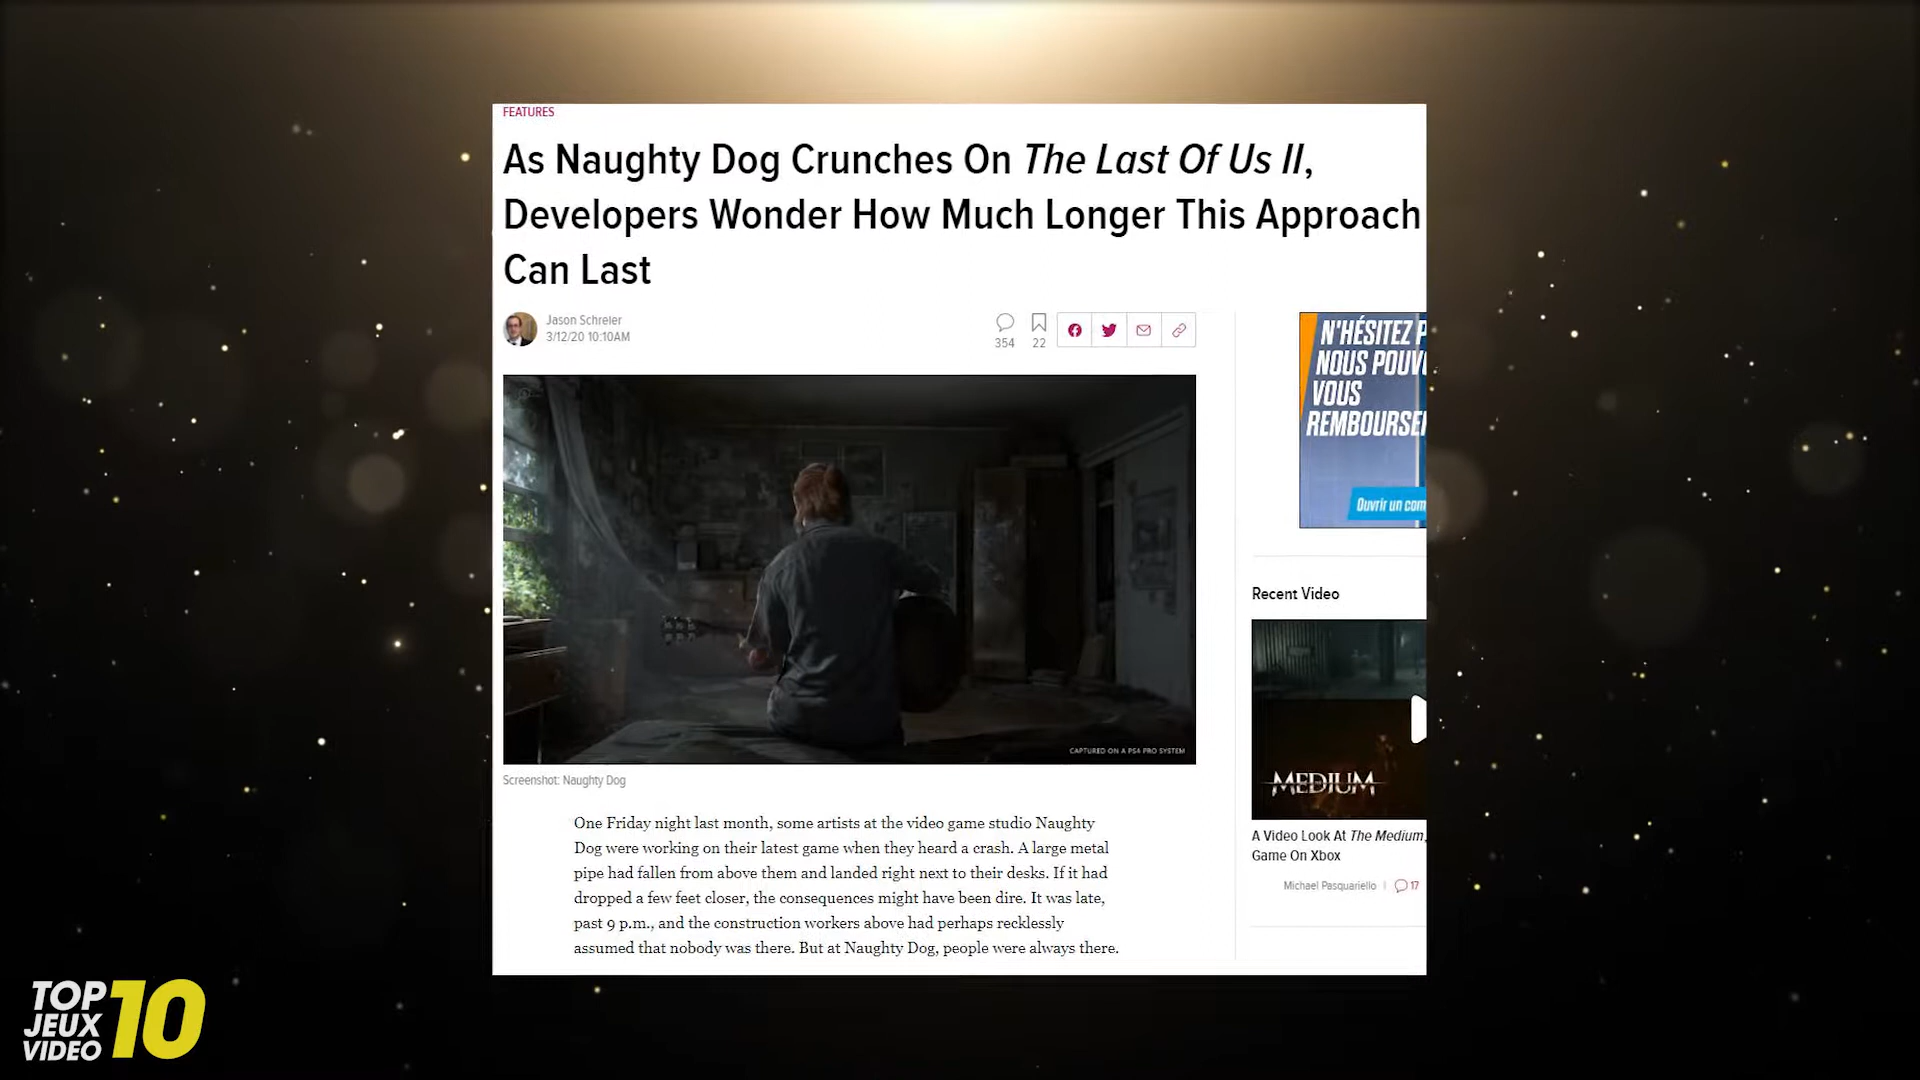 FEATURES
As Naughty Dog Crunches On The Last Of Us II,
Developers Wonder How Much Longer This Approach
Can Last
Jason Schreier
3/12/20 10:10AM
354
22
CAPTURED ON A PS4 PRO SYSTEM
Screenshot: Naughty Dog
One Friday night last month, some artists at the video game studio Naughty
Dog were working on their latest game when they heard a crash. A large metal
pipe had fallen from above them and landed right next to their desks. If it had
dropped a few feet closer, the consequences might have been dire. It was late,
past 9 p.m., and the construction workers above had perhaps recklessly
assumed that nobody was there. But at Naughty Dog, people were always there.
N'HÉSITEZ P
NOUS POUV
VOUS
REMBOURSE
Ouvrir un com
Recent Video
MEDIUM
A Video Look At The Medium,
Game On Xbox
Michael Pasquariello
17
TOP
JEUX
VIDEO
10